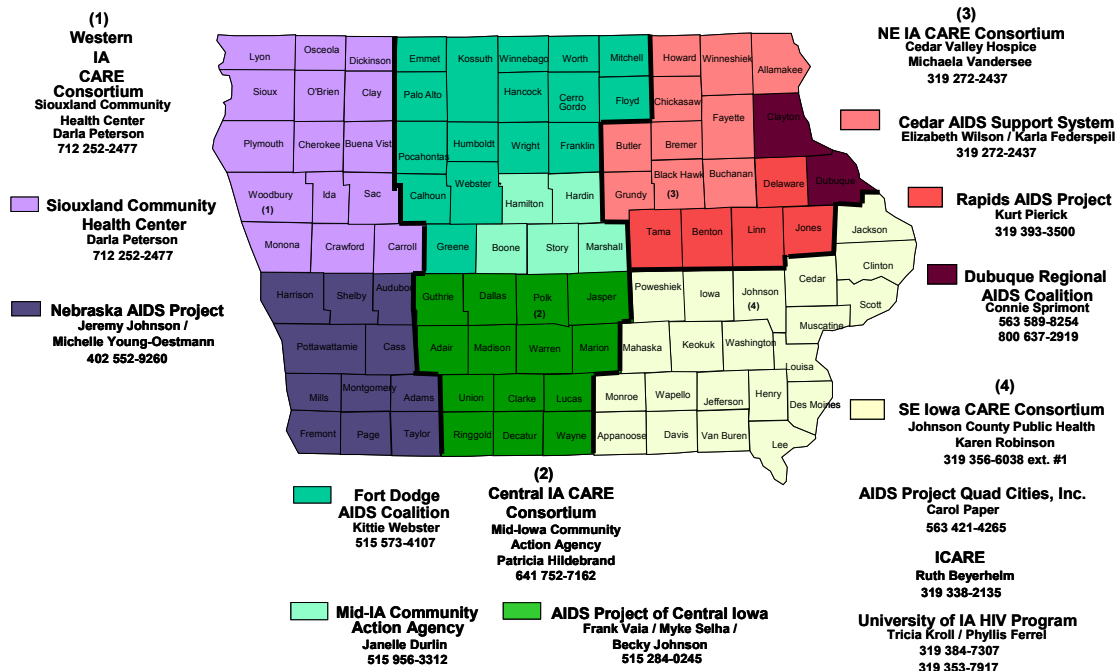 (1)
Western
IA
CARE
Consortium
Siouxland Community
Health Center
Darla Peterson
712 252-2477
Siouxland Community
Health Center
Darla Peterson
712 252-2477
Nebraska AIDS Project
Jeremy Johnson /
Michelle Young-Oestmann
402 552-9260
Lyon
Osceola
Dickinson
Emmet
Kossuth
Winnebago
Worth
Mitchell
Howard
Winneshiek
Allamakee
Sioux
O'Brien
Clay
Palo Alto
Hancock
Cerro
Gordo
Floyd
Chickasaw
Fayette
Clayton
Plymouth
Cherokee
Buena Vist
Pocahontas
Humboldt
Wright
Franklin
Butler
Bremer
Woodbury
(1)
Ida
Sac
Calhoun
Webster
Hamilton
Hardin
Grundy
Black Hawk
(3)
Buchanan
Delaware
Dubuque
Monona
Crawford
Carroll
Greene
Boone
Story
Marshall
Tama
Benton
Linn
Jones
Jackson
Clinton
Harrison
Shelby
Audubon
Guthrie
Dallas
Polk
(2)
Jasper
Poweshiek
Iowa
Johnson
(4)
Cedar
Scott
Muscatine
Pottawattamie
Cass
Adair
Madison
Warren
Marion
Mahaska
Keokuk
Washington
Louisa
Mills
Montgomery
Adams
Union
Clarke
Lucas
Monroe
Wapello
Jefferson
Henry
Des Moines
Fremont
Page
Taylor
Ringgold
Decatur
Wayne
Appanoose
Davis
Van Buren
Lee
(3)
NE IA CARE Consortium
Cedar Valley Hospice
Michaela Vandersee
319 272-2437
Cedar AIDS Support System
Elizabeth Wilson / Karla Federspeil
319 272-2437
Rapids AIDS Project
Kurt Pierick
319 393-3500
Dubuque Regional
AIDS Coalition
Connie Sprimont
563 589-8254
800 637-2919
(4)
SE Iowa CARE Consortium
Johnson County Public Health
Karen Robinson
319 356-6038 ext. #1
AIDS Project Quad Cities, Inc.
Carol Paper
563 421-4265
ICARE
Ruth Beyerhelm
319 338-2135
University of IA HIV Program
Tricia Kroll / Phyllis Ferrel
319 384-7307
319 353-7917
Fort Dodge
AIDS Coalition
Kittie Webster
515 573-4107
(2)
Central IA CARE
Consortium
Mid-Iowa Community
Action Agency
Patricia Hildebrand
641 752-7162
Mid-IA Community
Action Agency
Janelle Durlin
515 956-3312
AIDS Project of Central Iowa
Frank Vaia / Myke Selha /
Becky Johnson
515 284-0245